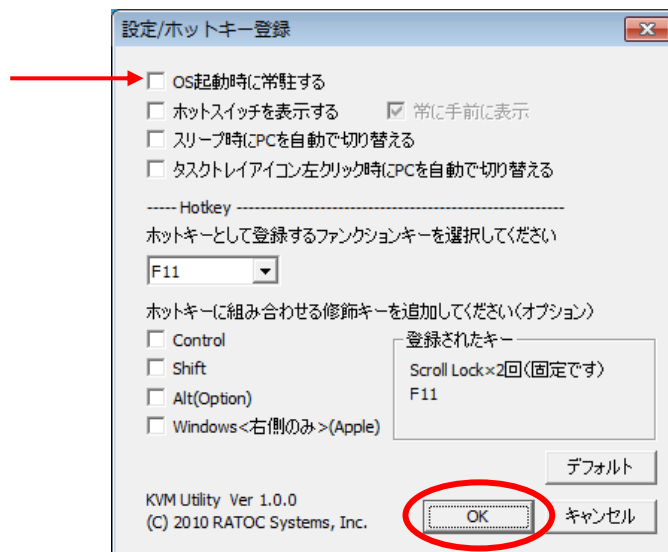 設定/ホットキー登録
OS起動時に常駐する
ホットスイッチを表示する 常に手前に表示
スリープ時にPCを自動で切り替える
タスクトレイアイコン左クリック時にPCを自動で切り替える
----- Hotkey -----------------------------------------------------
ホットキーとして登録するファンクションキーを選択してください
F11
ホットキーに組み合わせる修飾キーを追加してください(オプション)
Control
Shift
Alt(Option)
Windows<右側のみ>(Apple)
登録されたキー
Scroll Lock×2回(固定です)
F11
デフォルト
KVM Utility Ver 1.0.0
(C) 2010 RATOC Systems, Inc.
OK
キャンセル